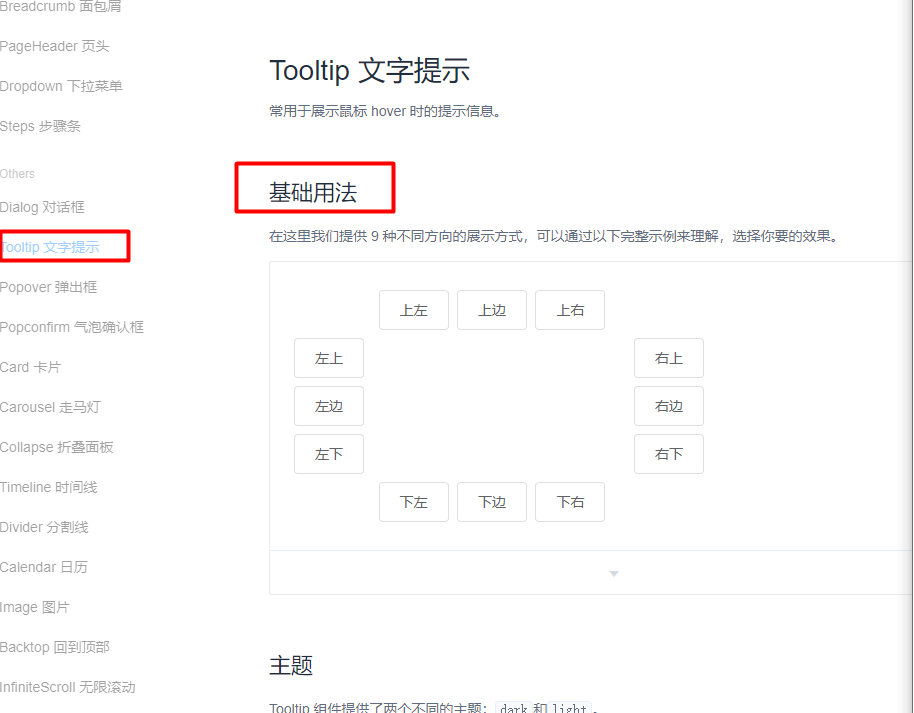 Breadcrumb 面包屑
PageHeader 页头
Dropdown 下拉菜单
Steps 步骤条
Others
Dialog 对话框
Tooltip 文字提示
Popover 弹出框
Popconfirm 气泡确认框
Card 卡片
Carousel 走马灯
Collapse 折叠面板
Timeline 时间线
Divider 分割线
Calendar 日历
Image 图片
Backtop 回到顶部
InfiniteScroll 无限滚动
Tooltip 文字提示
常用于展示鼠标 hover 时的提示信息。
基础用法
在这里我们提供 9 种不同方向的展示方式，可以通过以下完整示例来理解，选择你要的效果。
上左 上边 上右
左上 右上
左边 右边
左下 右下
下左 下边 下右
主题
Tooltip 组件提供了两个不同的主题：dark 和 light 。